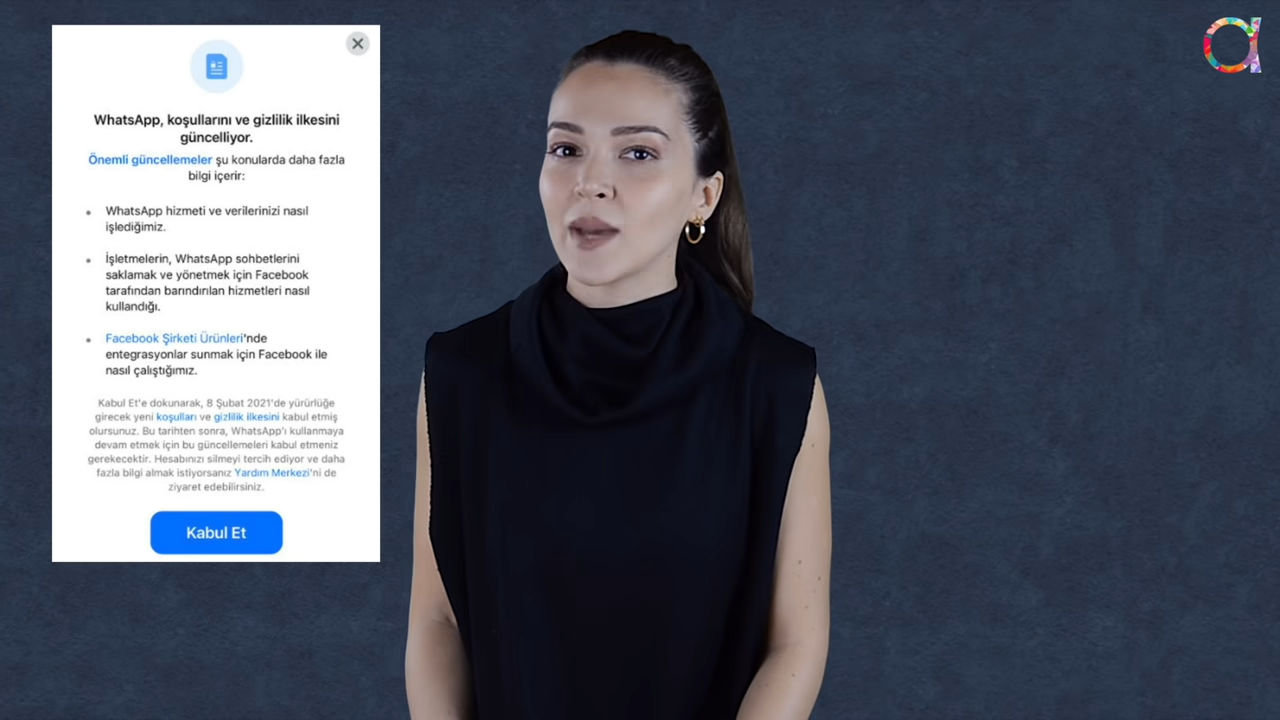 WhatsApp, koşullarını ve gizlilik ilkesini
güncelliyor.
Önemli güncellemeler şu konularda daha fazla
bilgi içerir:
WhatsApp hizmeti ve verilerinizi nasıl
işlediğimiz.
İşletmelerin, WhatsApp sohbetlerini
saklamak ve yönetmek için Facebook
tarafından barındırılan hizmetleri nasıl
kullandığı.
Facebook Şirketi Ürünleri'nde
entegrasyonlar sunmak için Facebook ile
nasıl çalıştığımız.
Kabul Et'e dokunarak, 8 Şubat 2021'de yürürlüğe
girecek yeni koşulları ve gizlilik ilkesini kabul etmiş
olursunuz. Bu tarihten sonra, WhatsApp'ı kullanmaya
devam etmek için bu güncellemeleri kabul etmeniz
gerekecektir. Hesabınızı silmeyi tercih ediyor ve daha
fazla bilgi almak istiyorsanız Yardım Merkezi'ni de
ziyaret edebilirsiniz.
Kabul Et